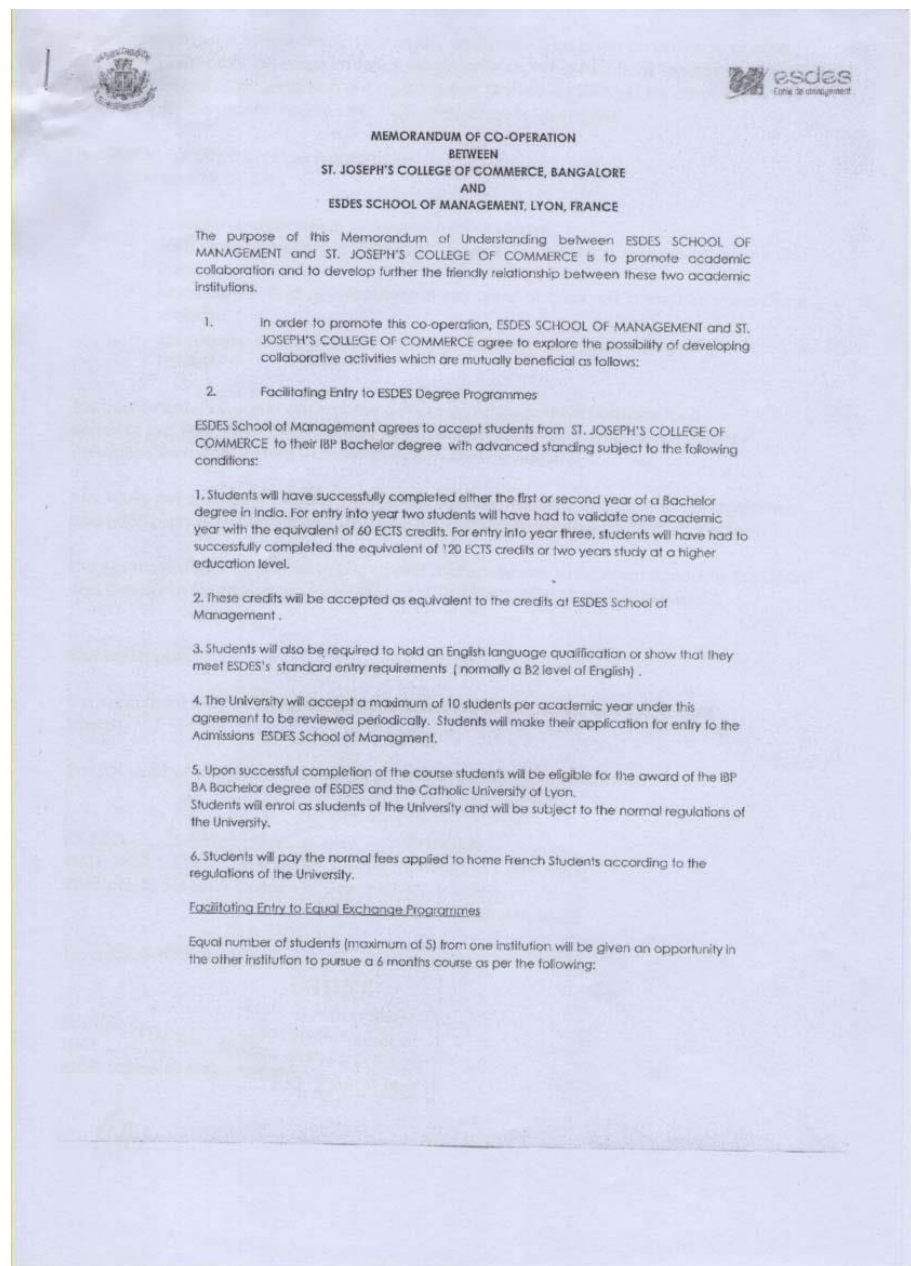 esdes
Ecole de management
MEMORANDUM OF CO-OPERATION
BETWEEN
ST. JOSEPH'S COLLEGE OF COMMERCE, BANGALORE
AND
ESDES SCHOOL OF MANAGEMENT, LYON, FRANCE
The purpose of this Memorandum of Understanding between ESDES SCHOOL OF
MANAGEMENT and ST. JOSEPH'S COLLEGE OF COMMERCE is to promote academic
collaboration and to develop further the friendly relationship between these two academic
institutions.
1. In order to promote this co-operation, ESDES SCHOOL OF MANAGEMENT and ST.
JOSEPH'S COLLEGE OF COMMERCE agree to explore the possibility of developing
collaborative activities which are mutually beneficial as follows:
2. Facilitating Entry to ESDES Degree Programmes
ESDES School of Management agrees to accept students from ST. JOSEPH'S COLLEGE OF
COMMERCE to their IBP Bachelor degree with advanced standing subject to the following
conditions:
1. Students will have successfully completed either the first or second year of a Bachelor
degree in India. For entry into year two students will have had to validate one academic
year with the equivalent of 60 ECTS credits. For entry into year three, students will have had to
successfully completed the equivalent of 120 ECTS credits or two years study at a higher
education level.
2. These credits will be accepted as equivalent to the credits at ESDES School of
Management .
3. Students will also be required to hold an English language qualification or show that they
meet ESDES's standard entry requirements ( normally a B2 level of English) .
4. The University will accept a maximum of 10 students per academic year under this
agreement to be reviewed periodically. Students will make their application for entry to the
Admissions ESDES School of Managment.
5. Upon successful completion of the course students will be eligible for the award of the IBP
BA Bachelor degree of ESDES and the Catholic University of Lyon.
Students will enrol as students of the University and will be subject to the normal regulations of
the University.
6. Students will pay the normal fees applied to home French Students according to the
regulations of the University.
Facilitating Entry to Equal Exchange Programmes
Equal number of students (maximum of 5) from one institution will be given an opportunity in
the other institution to pursue a 6 months course as per the following: